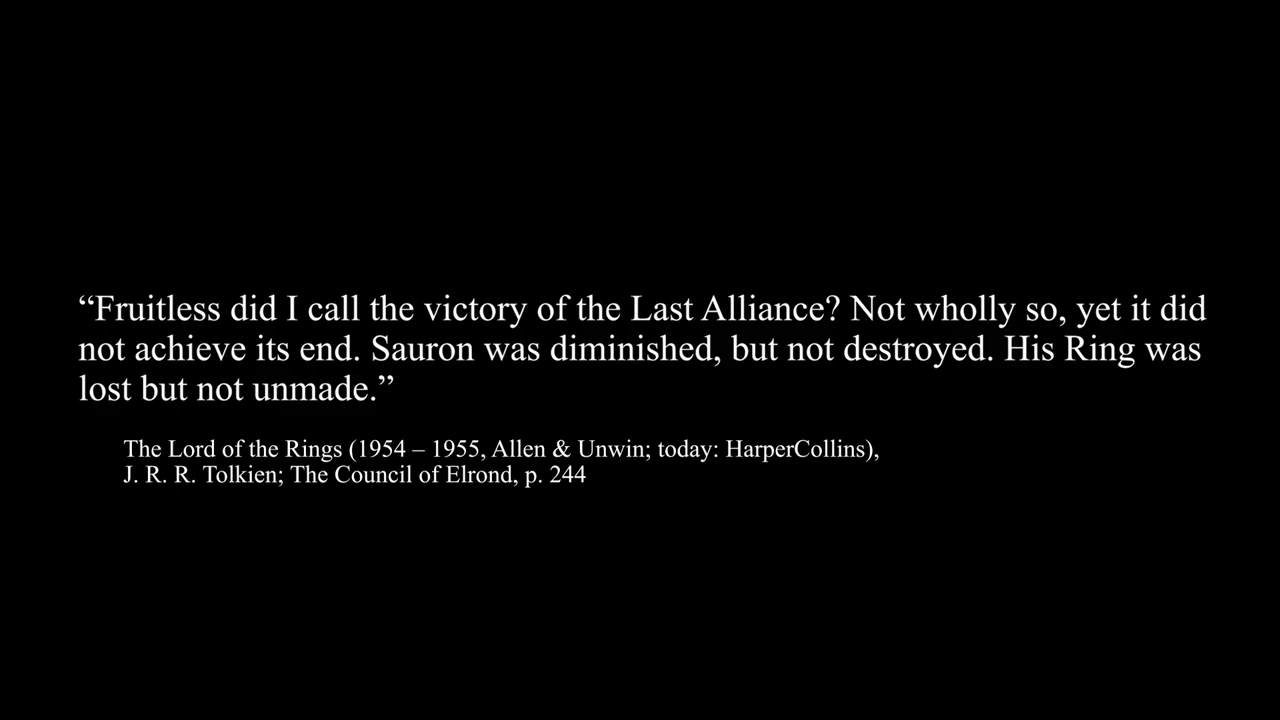 “Fruitless did I call the victory of the Last Alliance? Not wholly so, yet it did
not achieve its end. Sauron was diminished, but not destroyed. His Ring was
lost but not unmade.”
The Lord of the Rings (1954 – 1955, Allen & Unwin; today: HarperCollins),
J. R. R. Tolkien; The Council of Elrond, p. 244